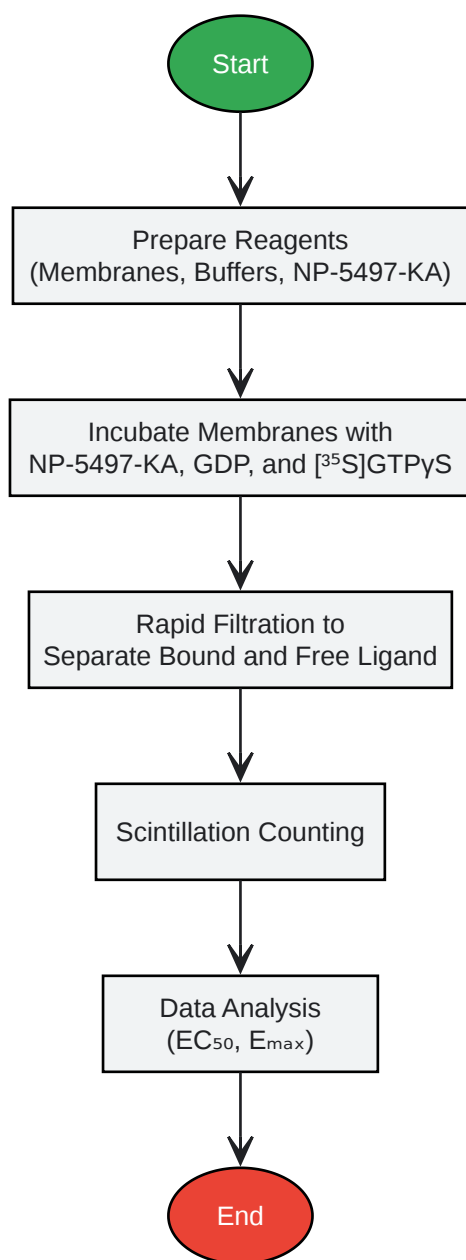 Start
Prepare Reagents
(Membranes, Buffers, NP-5497-KA)
Incubate Membranes with
NP-5497-KA, GDP, and [³⁵S]GTPγS
Rapid Filtration to
Separate Bound and Free Ligand
Scintillation Counting
Data Analysis
(EC₅₀, Eₘₐₓ)
End